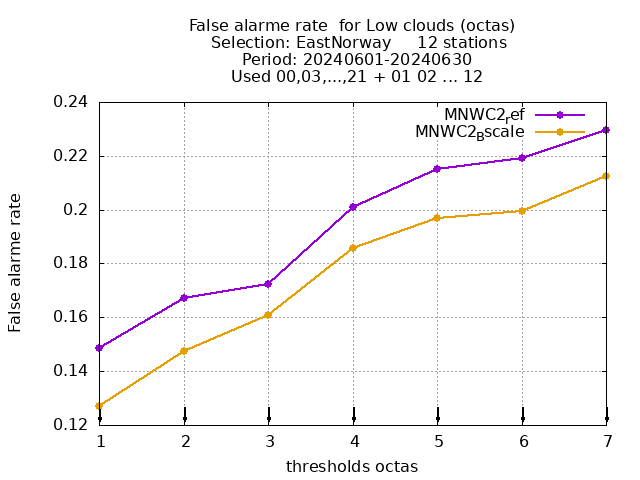 False alarme rate  for Low clouds (octas)
Selection: EastNorway     12 stations
Period: 20240601-20240630
Used 00,03,...,21 + 01 02 ... 12
MNWC2ref
MNWC2Bscale
0.24
0.22
0.2
0.18
0.16
0.14
0.12
False alarme rate
1 2 3 4 5 6 7
thresholds octas